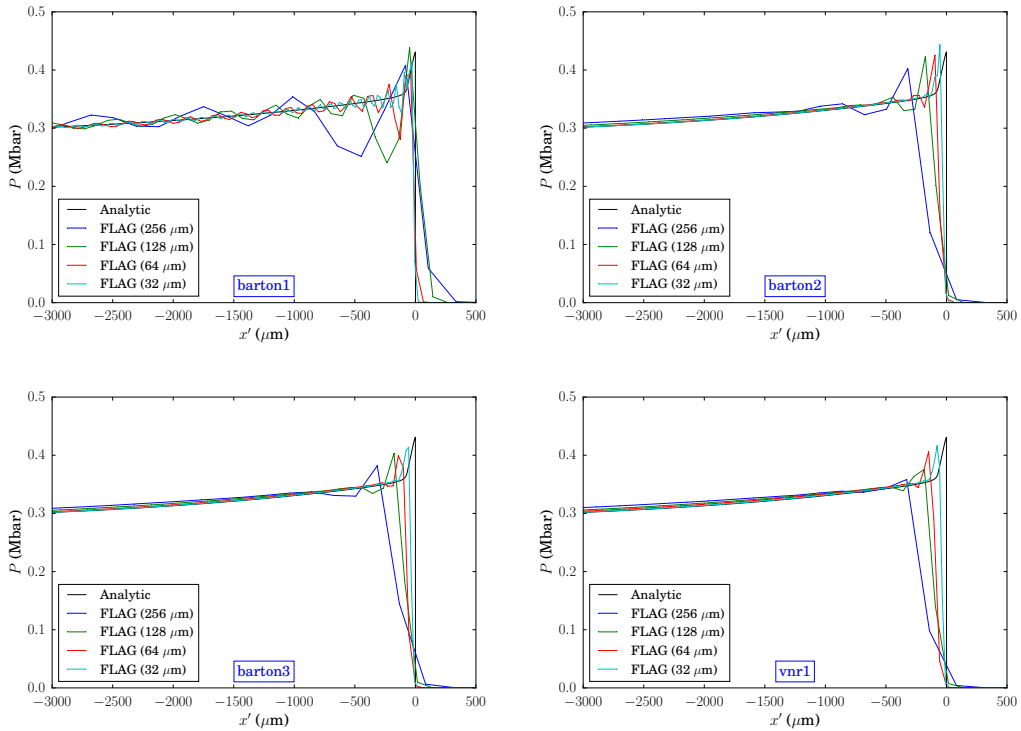 0.5
0.4
0.3
0.2
0.1
0.0
P (Mbar)
Analytic
FLAG (256 μm)
FLAG (128 μm)
FLAG (64 μm)
FLAG (32 μm)
barton1
−3000 −2500 −2000 −1500 −1000 −500 0 500
x′ (μm)
0.5
0.4
0.3
0.2
0.1
0.0
P (Mbar)
Analytic
FLAG (256 μm)
FLAG (128 μm)
FLAG (64 μm)
FLAG (32 μm)
barton2
−3000 −2500 −2000 −1500 −1000 −500 0 500
x′ (μm)
0.5
0.4
0.3
0.2
0.1
0.0
P (Mbar)
Analytic
FLAG (256 μm)
FLAG (128 μm)
FLAG (64 μm)
FLAG (32 μm)
barton3
−3000 −2500 −2000 −1500 −1000 −500 0 500
x′ (μm)
0.5
0.4
0.3
0.2
0.1
0.0
P (Mbar)
Analytic
FLAG (256 μm)
FLAG (128 μm)
FLAG (64 μm)
FLAG (32 μm)
vnr1
−3000 −2500 −2000 −1500 −1000 −500 0 500
x′ (μm)